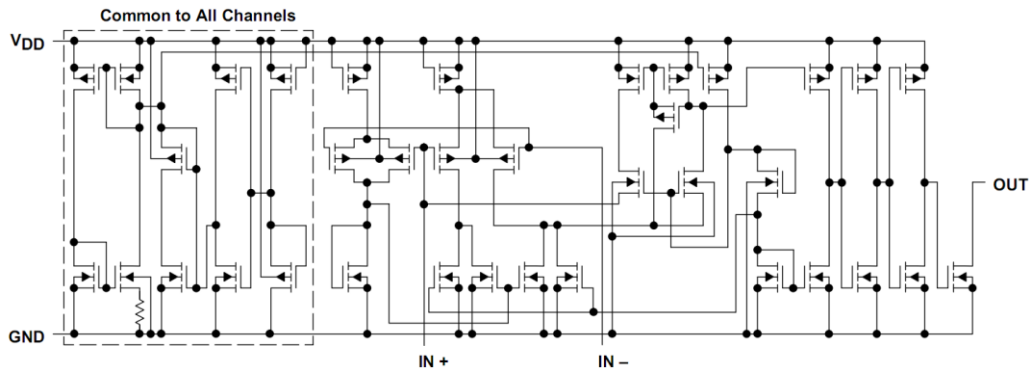 Common to All Channels
VDD
GND
IN +
IN –
OUT